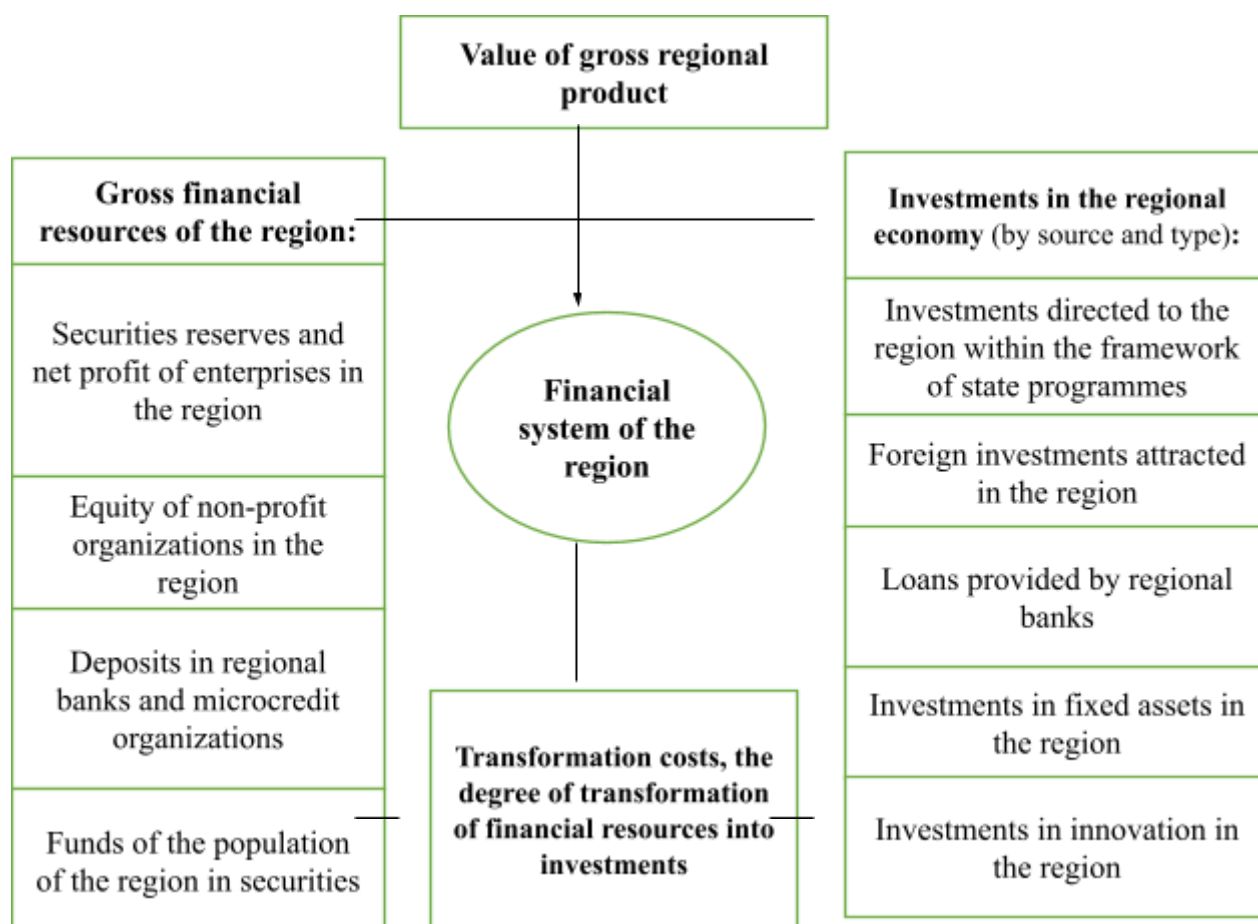 Value of gross regional
product
Gross financial
resources of the region:
Securities reserves and
net profit of enterprises in
the region
Equity of non-profit
organizations in the
region
Deposits in regional
banks and microcredit
organizations
Funds of the population
of the region in securities
Financial
system of the
region
Transformation costs, the
degree of transformation
of financial resources into
investments
Investments in the regional
economy (by source and type):
Investments directed to the
region within the framework
of state programmes
Foreign investments attracted
in the region
Loans provided by regional
banks
Investments in fixed assets in
the region
Investments in innovation in
the region